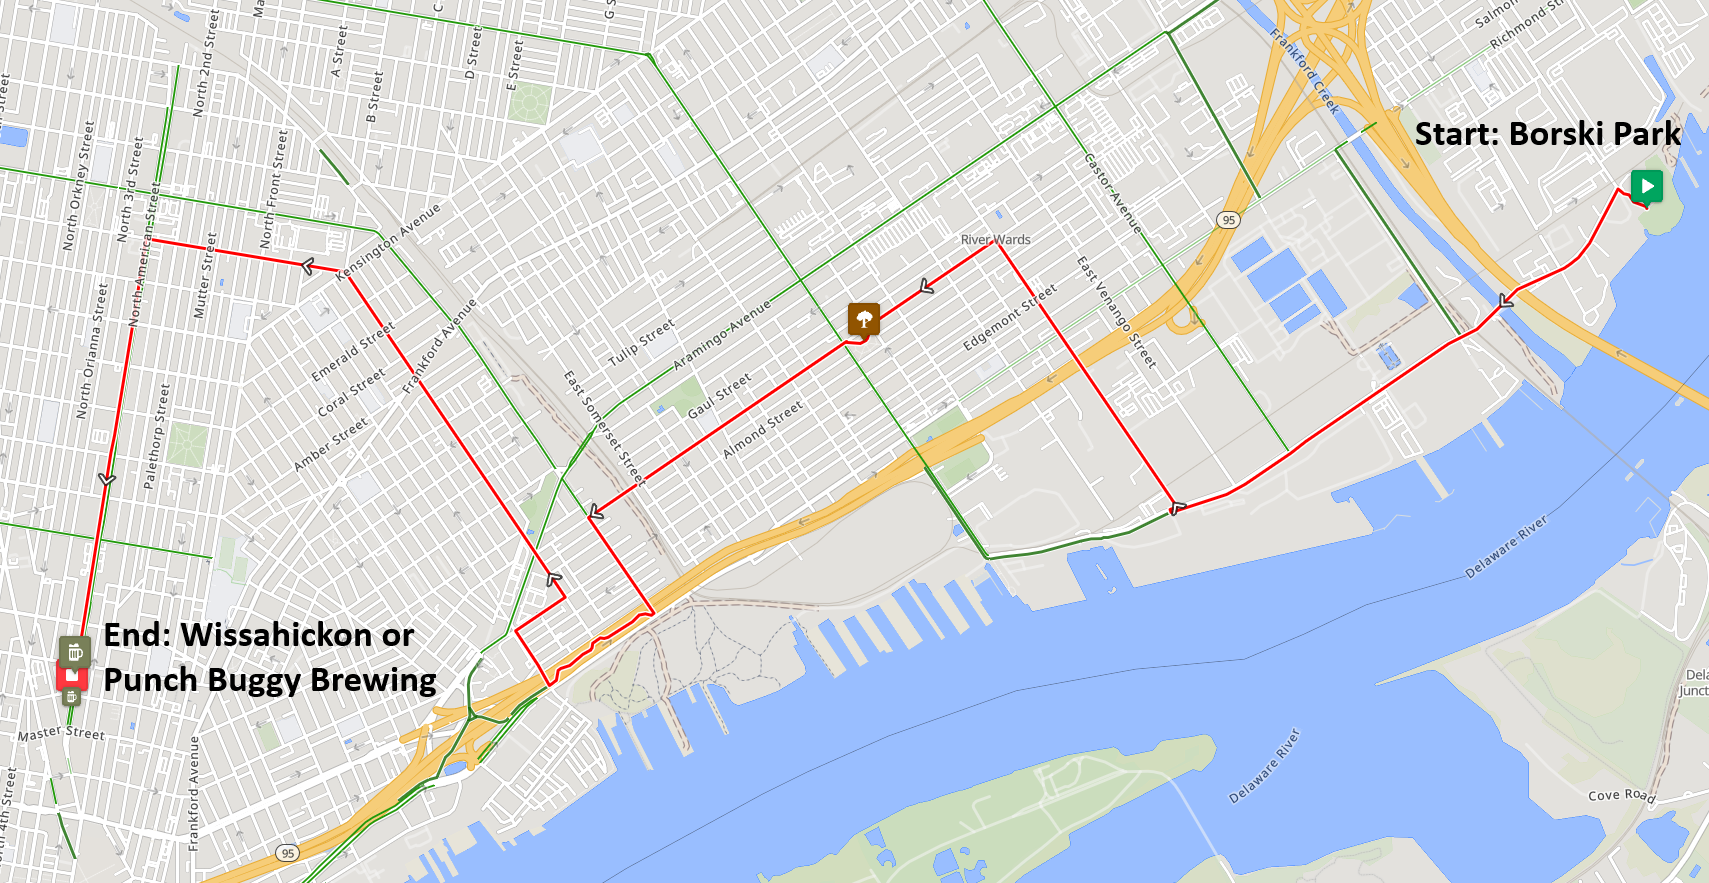 North 2nd Street
A Street
B Street
C
D Street
E Street
G S
Ma
Salmo
Richmond Str
Frankford Creek
Start: Borski Park
North Orkney Street
North 3rd Street
North American Street
North Front Street
Kensington Avenue
Castor Avenue
95
River Wards
Mutter Street
North Orianna Street
East Venango Street
Edgemont Street
Emerald Street
Frankford Avenue
Tulip Street
Aramingo Avenue
Coral Street
East Somerset Street
Gaul Street
Palethorp Street
Amber Street
Almond Street
Delaware River
End: Wissahickon or
Punch Buggy Brewing
Dela
Junct
Master Street
Frankford Avenue
Delaware River
Cove Road
North 4th Street
95